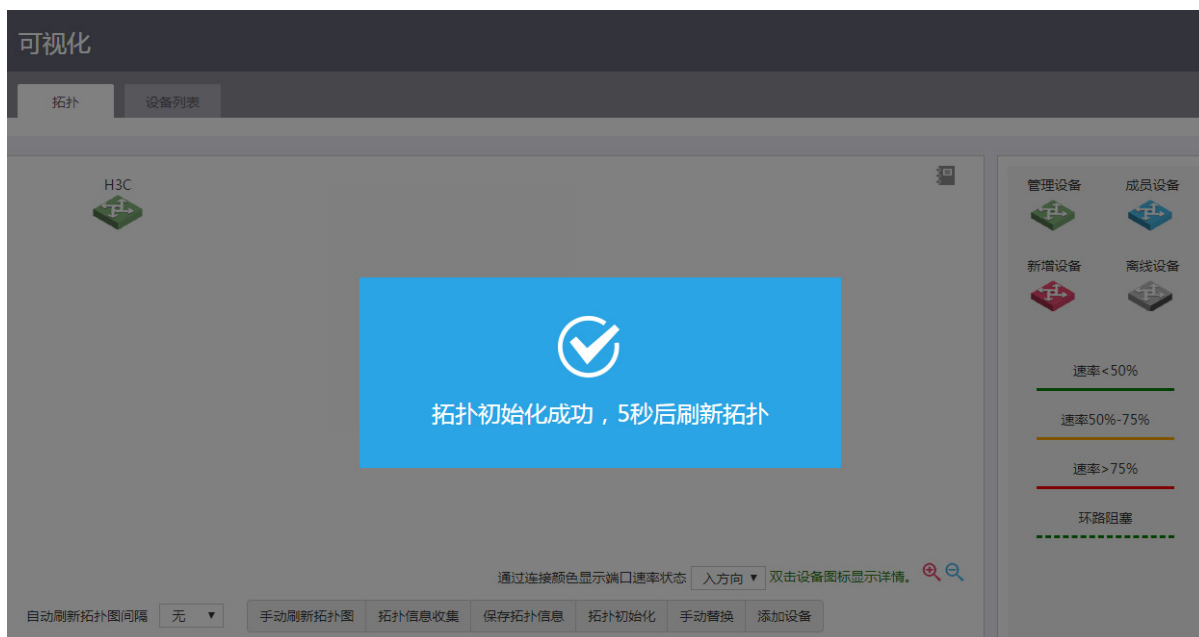 可视化
拓扑 设备列表
H3C
管理设备 成员设备
新增设备 离线设备
拓扑初始化成功，5秒后刷新拓扑
速率<50%
速率50%-75%
速率>75%
环路阻塞
通过连接颜色显示端口速率状态 入方向 双击设备图标显示详情。
自动刷新拓扑图间隔 无 手动刷新拓扑图 拓扑信息收集 保存拓扑信息 拓扑初始化 手动替换 添加设备